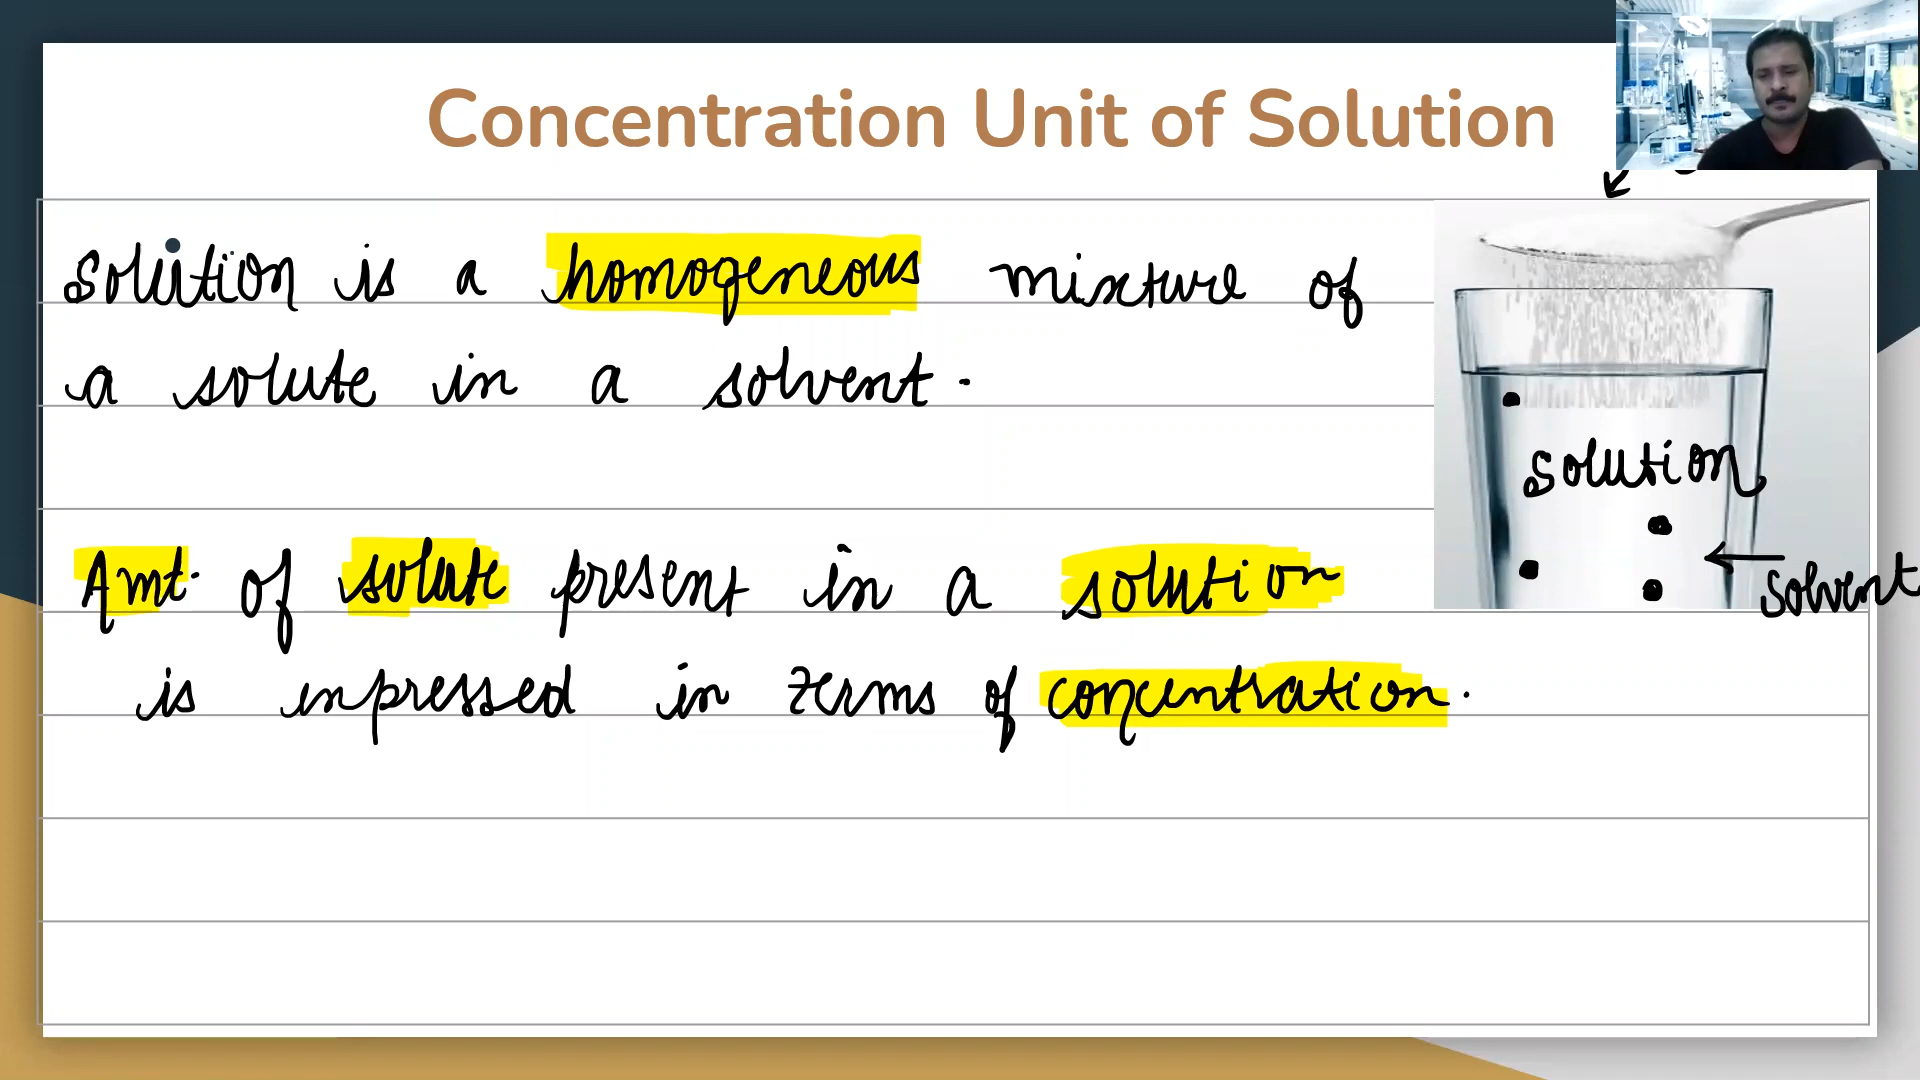 Concentration Unit of Solution
Solution is a homogeneous mixture of
a solute in a solvent.
Solution
Solvent
Amt. of solute present in a solution
is expressed in terms of concentration.